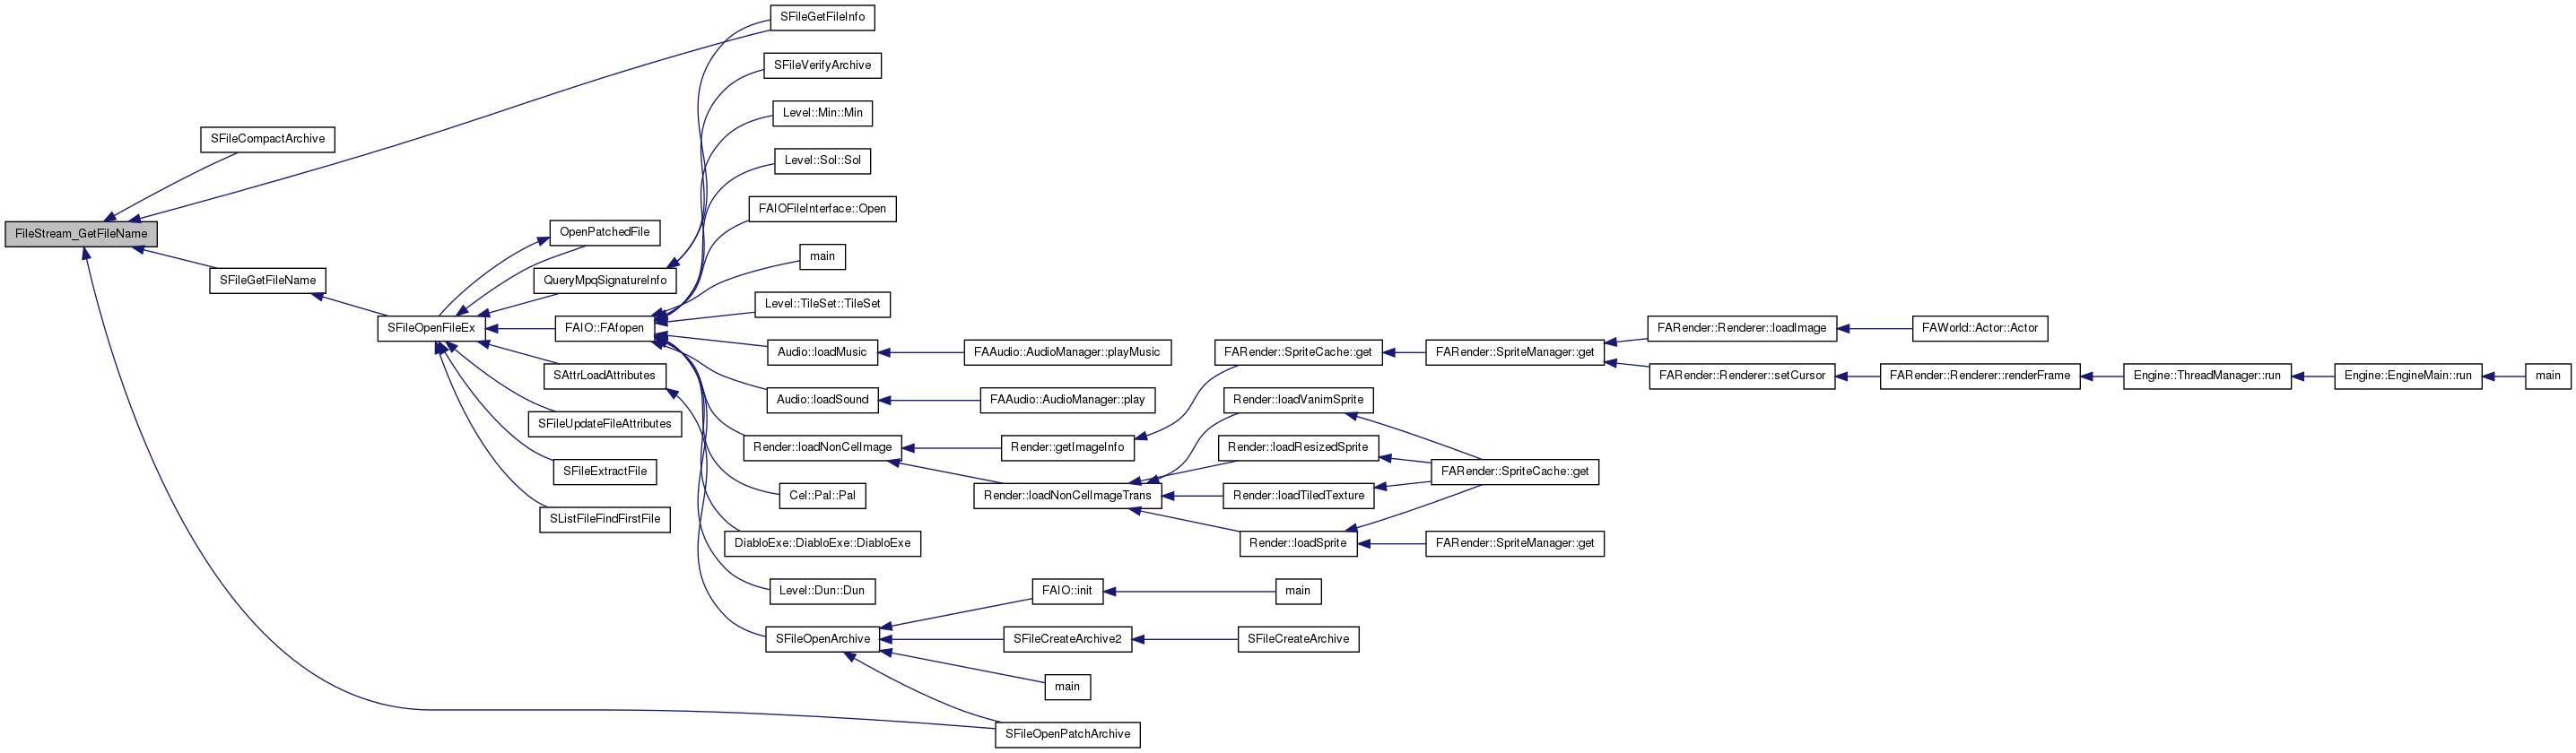 SFileGetFileInfo
SFileVerifyArchive
Level::Min::Min
SFileCompactArchive
Level::Sol::Sol
FAIOFileInterface::Open
FileStream_GetFileName
OpenPatchedFile
main
SFileGetFileName
QueryMpqSignatureInfo
Level::TileSet::TileSet
SFileOpenFileEx
FAIO::FAfopen
FARender::Renderer::loadImage
FAWorld::Actor::Actor
Audio::loadMusic
FAAudio::AudioManager::playMusic
FARender::SpriteCache::get
FARender::SpriteManager::get
SAttrLoadAttributes
FARender::Renderer::setCursor
FARender::Renderer::renderFrame
Engine::ThreadManager::run
Engine::EngineMain::run
main
Audio::loadSound
FAAudio::AudioManager::play
Render::loadVanimSprite
SFileUpdateFileAttributes
Render::loadNonCelImage
Render::getImageInfo
Render::loadResizedSprite
SFileExtractFile
FARender::SpriteCache::get
Cel::Pal::Pal
Render::loadNonCelImageTrans
Render::loadTiledTexture
SListFileFindFirstFile
DiabloExe::DiabloExe::DiabloExe
Render::loadSprite
FARender::SpriteManager::get
Level::Dun::Dun
FAIO::init
main
SFileOpenArchive
SFileCreateArchive2
SFileCreateArchive
main
SFileOpenPatchArchive